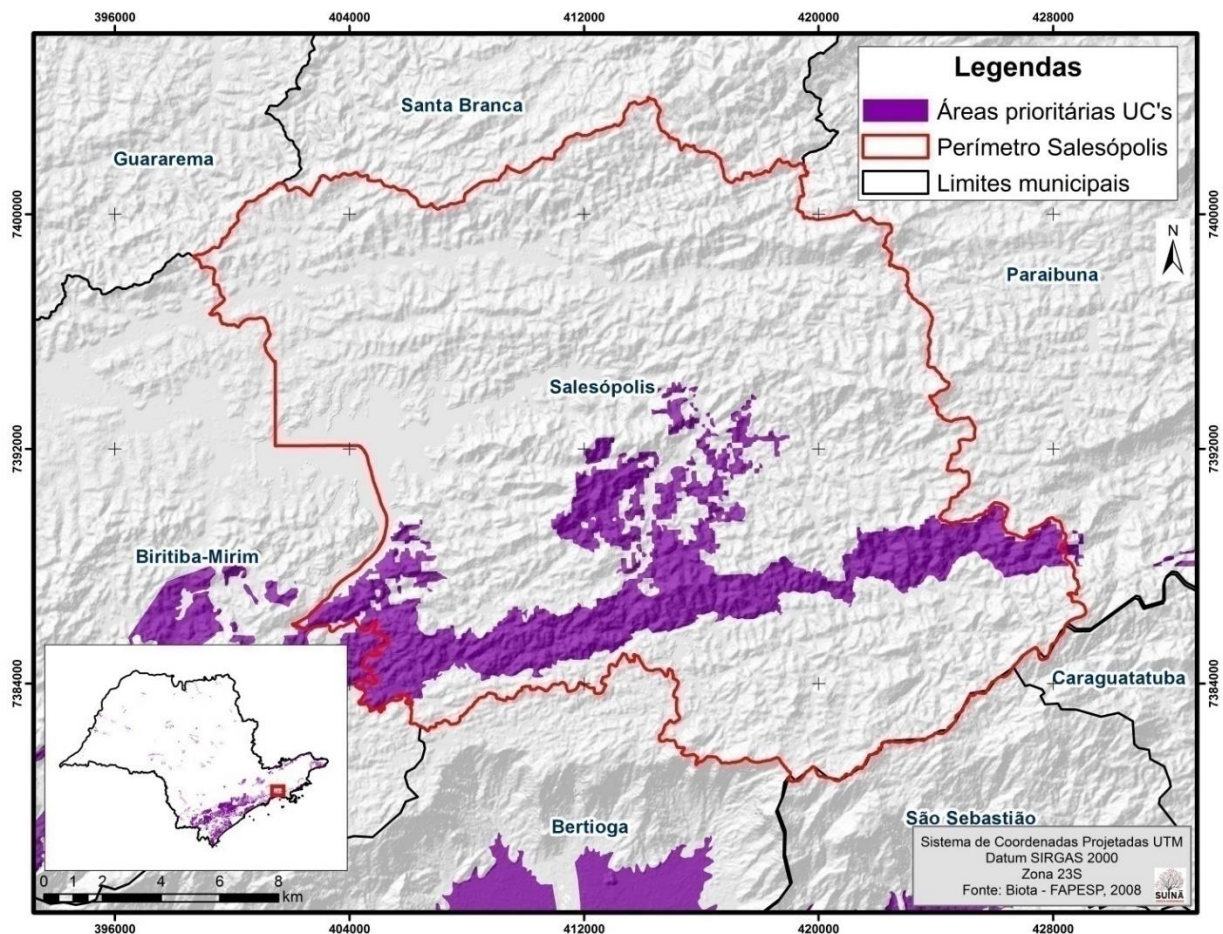 396000 404000 412000 420000 428000
Legendas
Áreas prioritárias UC's
Perímetro Salesópolis
Limites municipais
Santa Branca
Guararema
7400000 7400000
N
Paraibuna
Salesópolis
7392000 7392000
Biritiba-Mirim
7384000 7384000
Caraguatatuba
Bertioga
São Sebastião
Sistema de Coordenadas Projetadas UTM
Datum SIRGAS 2000
Zona 23S
Fonte: Biota - FAPESP, 2008
SUINÃ
0 2 4 6 8
km
396000 404000 412000 420000 428000